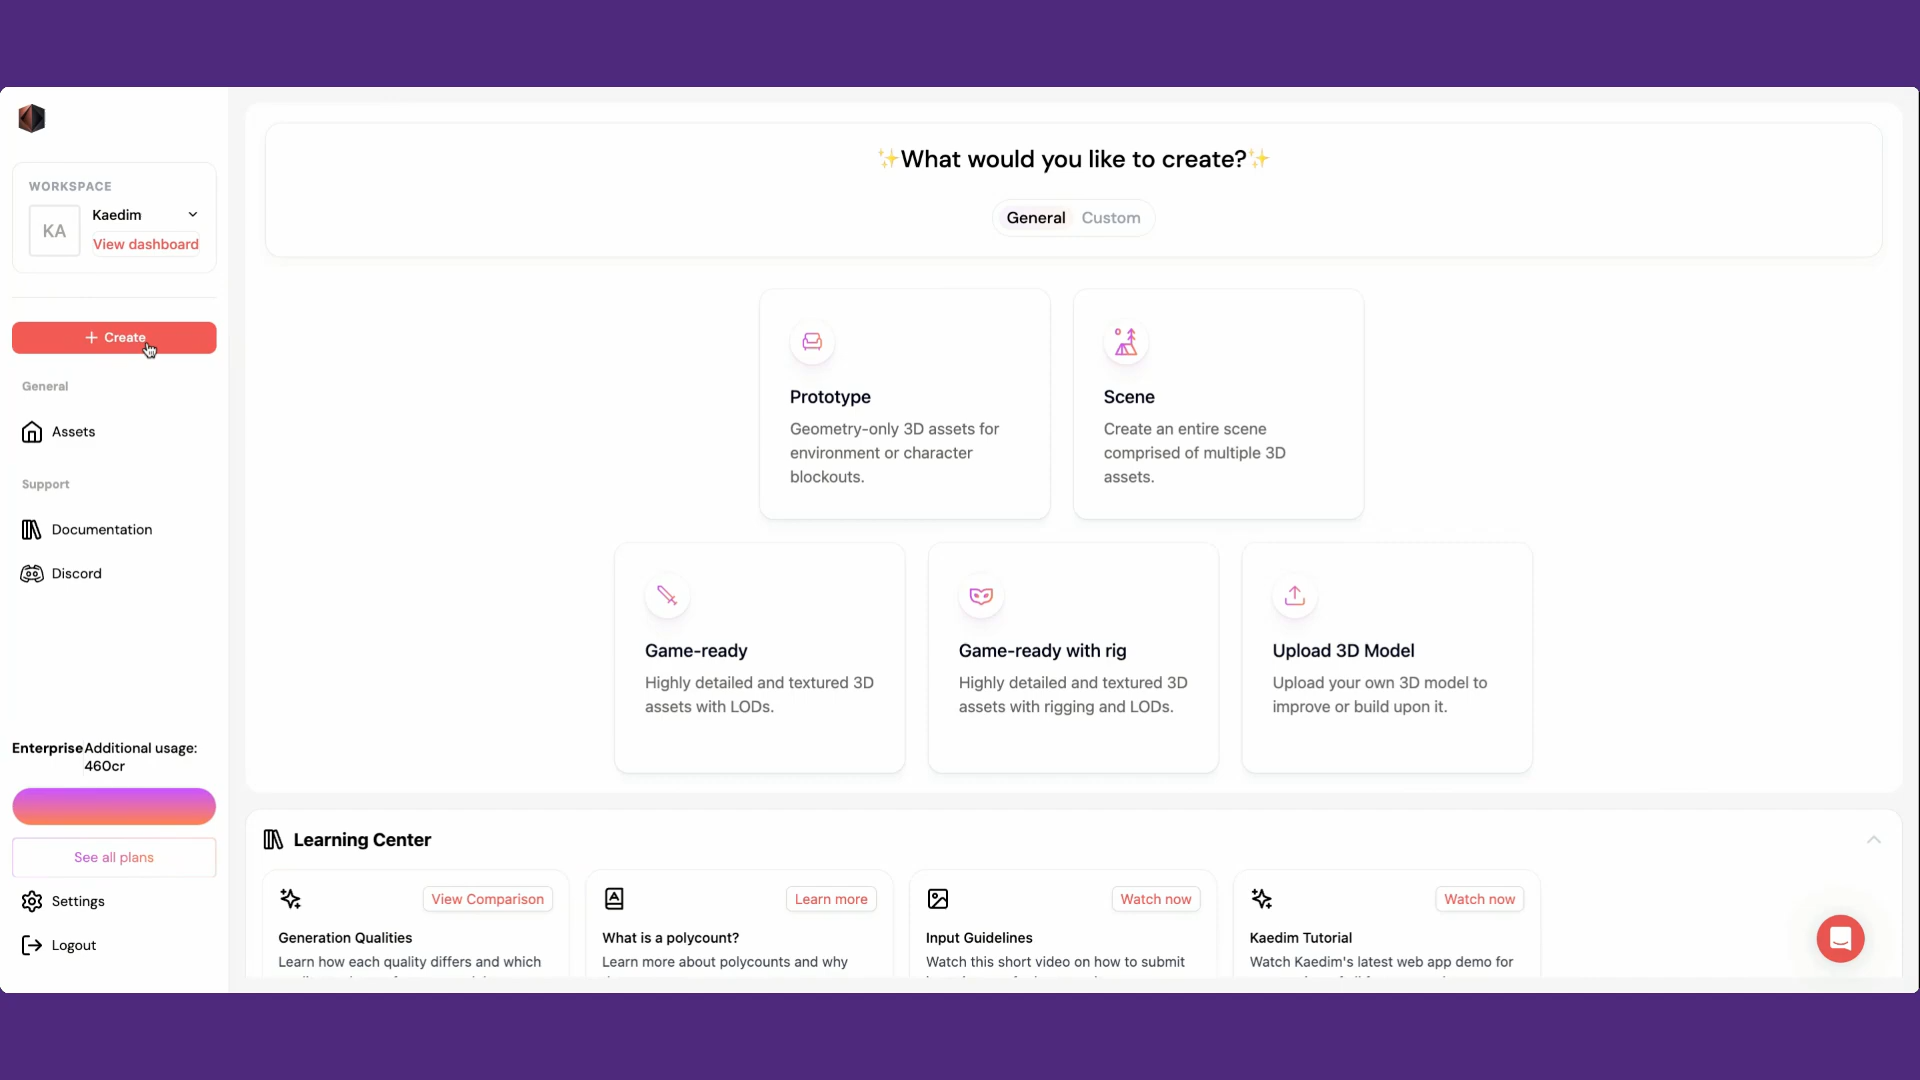 WORKSPACE
KA
Kaedim
View dashboard
+ Create
General
Assets
Support
Documentation
Discord
Enterprise Additional usage:
460cr
See all plans
Settings
Logout
✨What would you like to create?✨
General Custom
Prototype
Geometry-only 3D assets for
environment or character
blockouts.
Scene
Create an entire scene
comprised of multiple 3D
assets.
Game-ready
Highly detailed and textured 3D
assets with LODs.
Game-ready with rig
Highly detailed and textured 3D
assets with rigging and LODs.
Upload 3D Model
Upload your own 3D model to
improve or build upon it.
Learning Center
View Comparison
Generation Qualities
Learn how each quality differs and which
Learn more
What is a polycount?
Learn more about polycounts and why
Watch now
Input Guidelines
Watch this short video on how to submit
Watch now
Kaedim Tutorial
Watch Kaedim's latest web app demo for